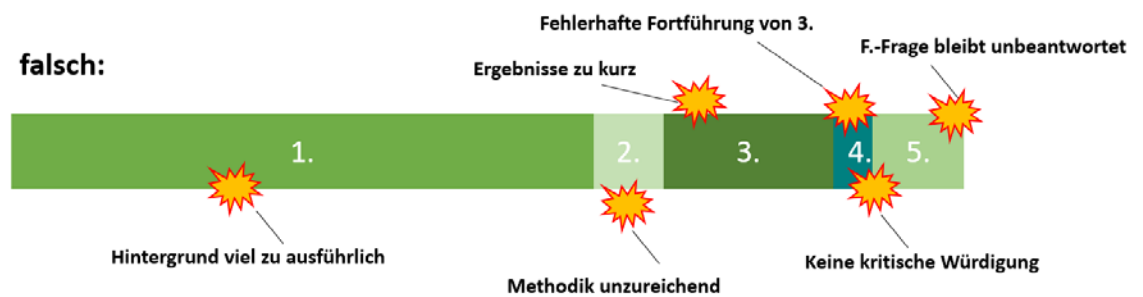 Fehlerhafte Fortführung von 3.
F.-Frage bleibt unbeantwortet
falsch:
Ergebnisse zu kurz
1.
2.
3.
4.
5.
Hintergrund viel zu ausführlich
Keine kritische Würdigung
Methodik unzureichend